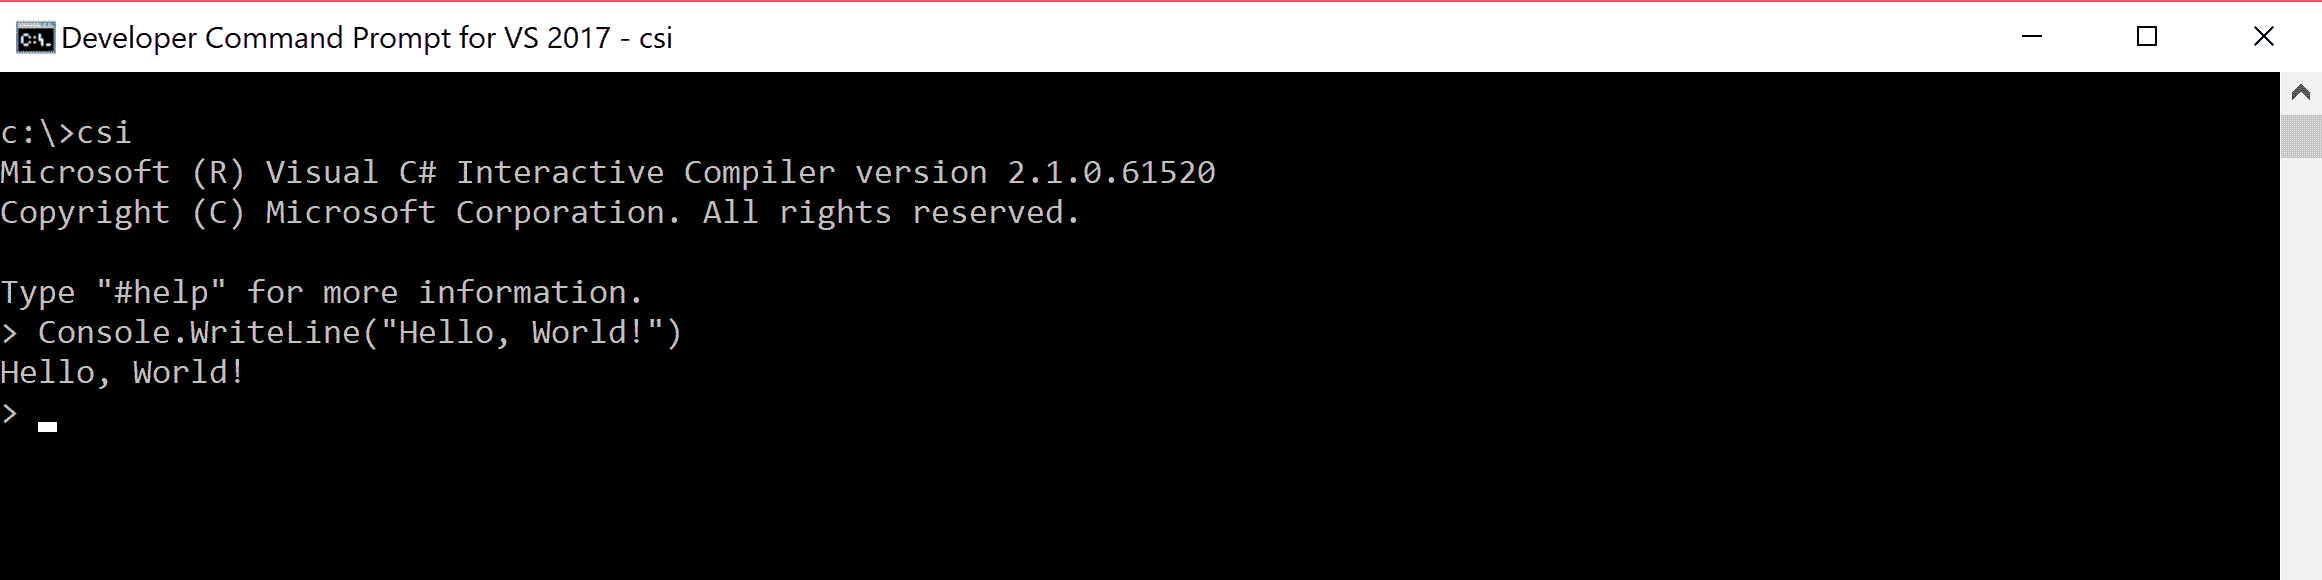 Developer Command Prompt for VS 2017 - csi
c:\>csi
Microsoft (R) Visual C# Interactive Compiler version 2.1.0.61520
Copyright (C) Microsoft Corporation. All rights reserved.
Type "#help" for more information.
> Console.WriteLine("Hello, World!")
Hello, World!
>